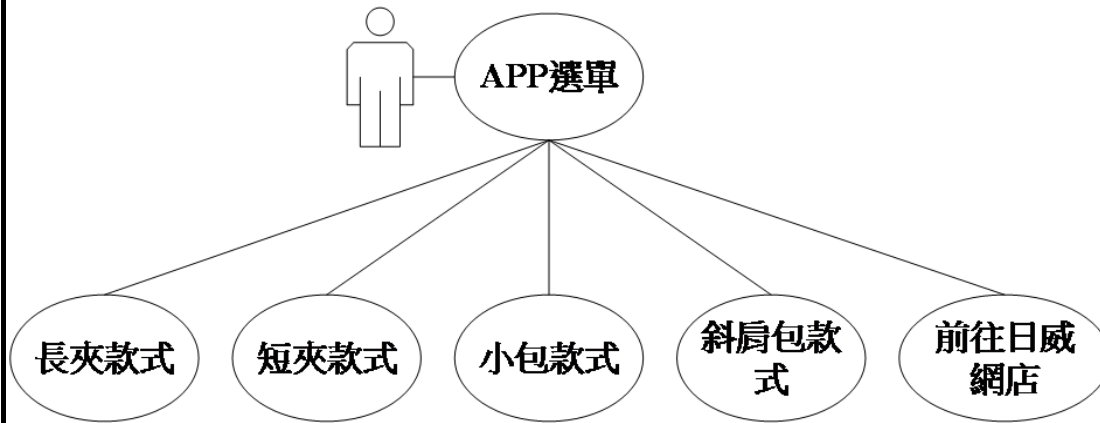 APP選單
長夾款式
短夾款式
小包款式
斜肩包款
式
前往日威
網店